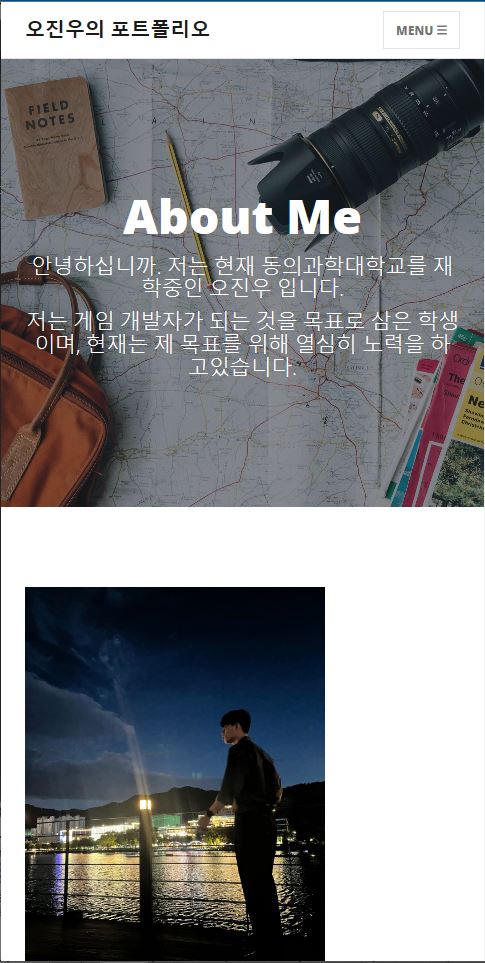 오진우의 포트폴리오
MENU ☰
FIELD
NOTES
About Me
안녕하십니까. 저는 현재 동의과학대학교를 재
학중인 오진우 입니다.
저는 게임 개발자가 되는 것을 목표로 삼은 학생
이며, 현재는 제 목표를 위해 열심히 노력을 하
고있습니다.